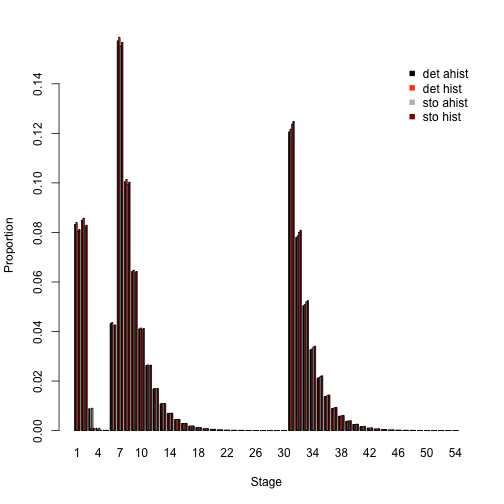 det ahist
det hist
sto ahist
sto hist
Proportion
0.14
0.12
0.10
0.08
0.06
0.04
0.02
0.00
1 4 7 10 14 18 22 26 30 34 38 42 46 50 54
Stage